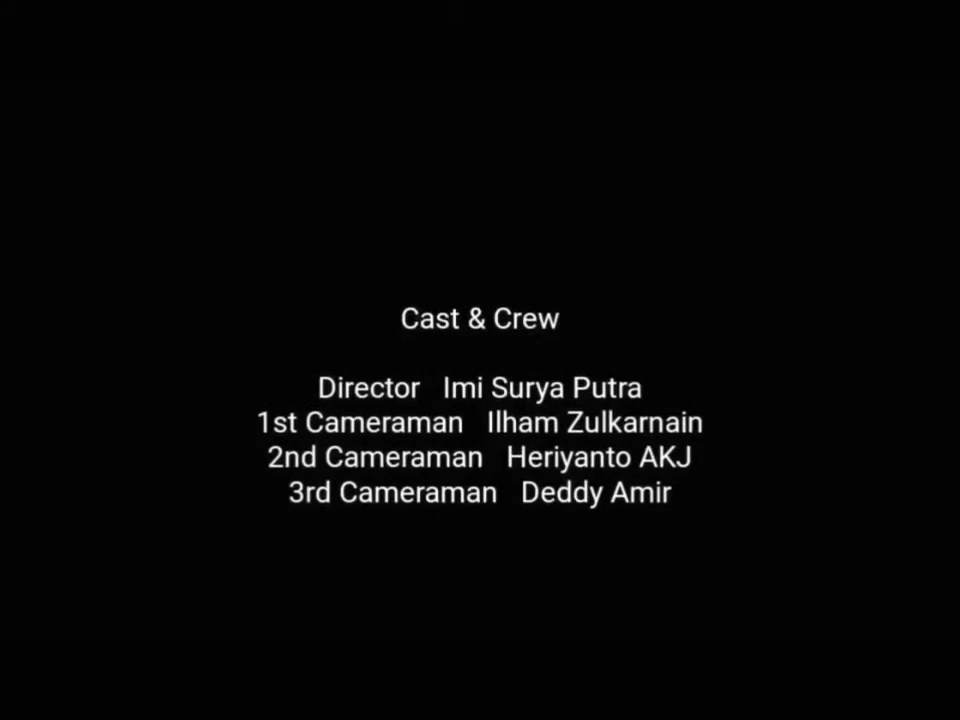 Cast & Crew
Director Imi Surya Putra
1st Cameraman Ilham Zulkarnain
2nd Cameraman Heriyanto AKJ
3rd Cameraman Deddy Amir